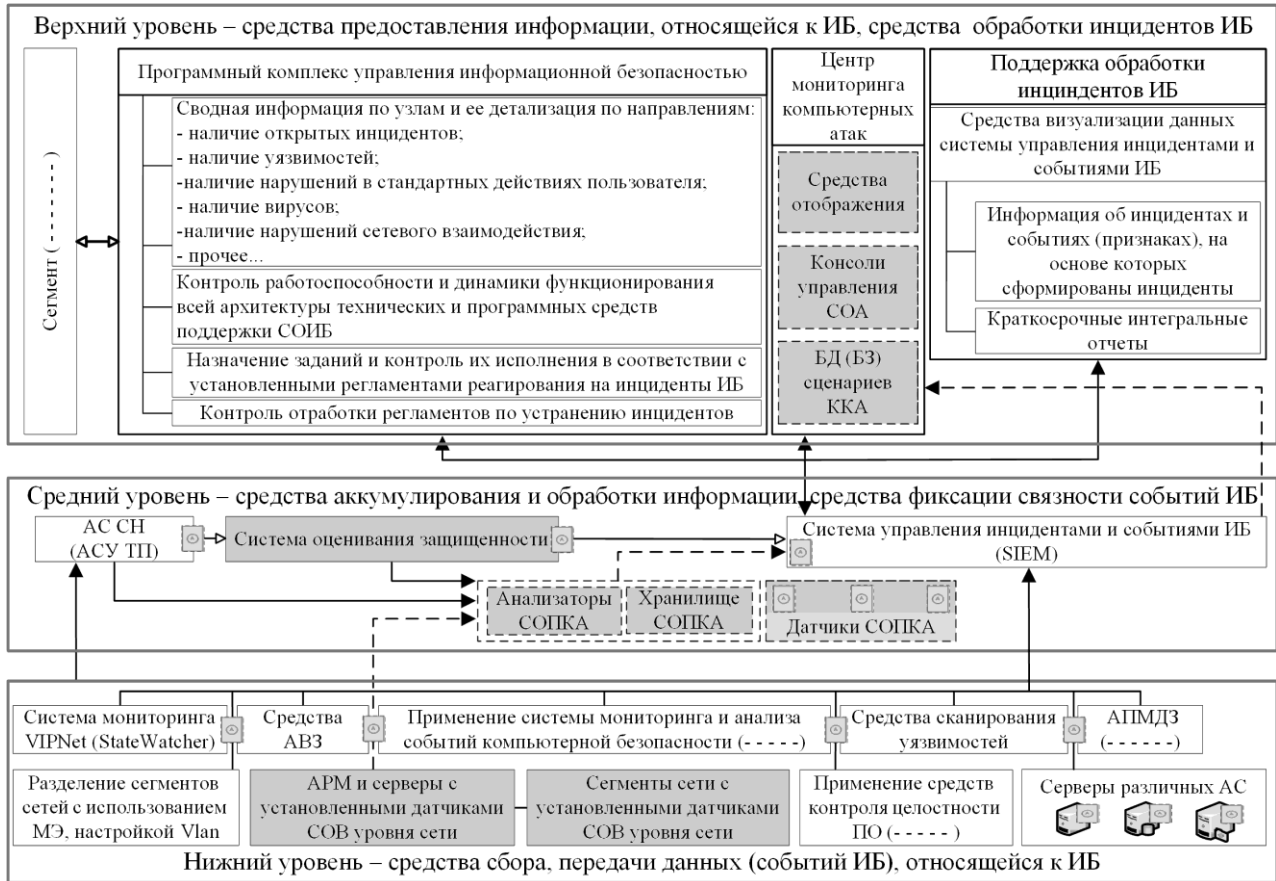 Верхний уровень – средства предоставления информации, относящейся к ИБ, средства обработки инцидентов ИБ
Сегмент ( - - - - - - - )
Программный комплекс управления информационной безопасностью
Сводная информация по узлам и ее детализация по направлениям:
- наличие открытых инцидентов;
- наличие уязвимостей;
-наличие нарушений в стандартных действиях пользователя;
- наличие вирусов;
-наличие нарушений сетевого взаимодействия;
- прочее...
Контроль работоспособности и динамики функционирования
всей архитектуры технических и программных средств
поддержки СОИБ
Назначение заданий и контроль их исполнения в соответствии с
установленными регламентами реагирования на инциденты ИБ
Контроль отработки регламентов по устранению инцидентов
Центр
мониторинга
компьютерных
атак
Средства
отображения
Консоли
управления
СОА
БД (БЗ)
сценариев
ККА
Поддержка обработки
инциндентов ИБ
Средства визуализации данных
системы управления инцидентами и
событиями ИБ
Информация об инцидентах и
событиях (признаках), на
основе которых
сформированы инциденты
Краткосрочные интегральные
отчеты
Средний уровень – средства аккумулирования и обработки информации, средства фиксации связности событий ИБ
АС СН
(АСУ ТП)
Система оценивания защищенности
Система управления инцидентами и событиями ИБ
(SIEM)
Анализаторы
СОПКА
Хранилище
СОПКА
Датчики СОПКА
Система мониторинга
VIPNet (StateWatcher)
Средства
АВЗ
Применение системы мониторинга и анализа
событий компьютерной безопасности (- - - - -)
Средства сканирования
уязвимостей
АПМДЗ
(- - - - - -)
Разделение сегментов
сетей с использованием
МЭ, настройкой Vlan
АРМ и серверы с
установленными датчиками
СОВ уровня сети
Сегменты сети с
установленными датчиками
СОВ уровня сети
Применение средств
контроля целостности
ПО (- - - - - )
Серверы различных АС
Нижний уровень – средства сбора, передачи данных (событий ИБ), относящейся к ИБ